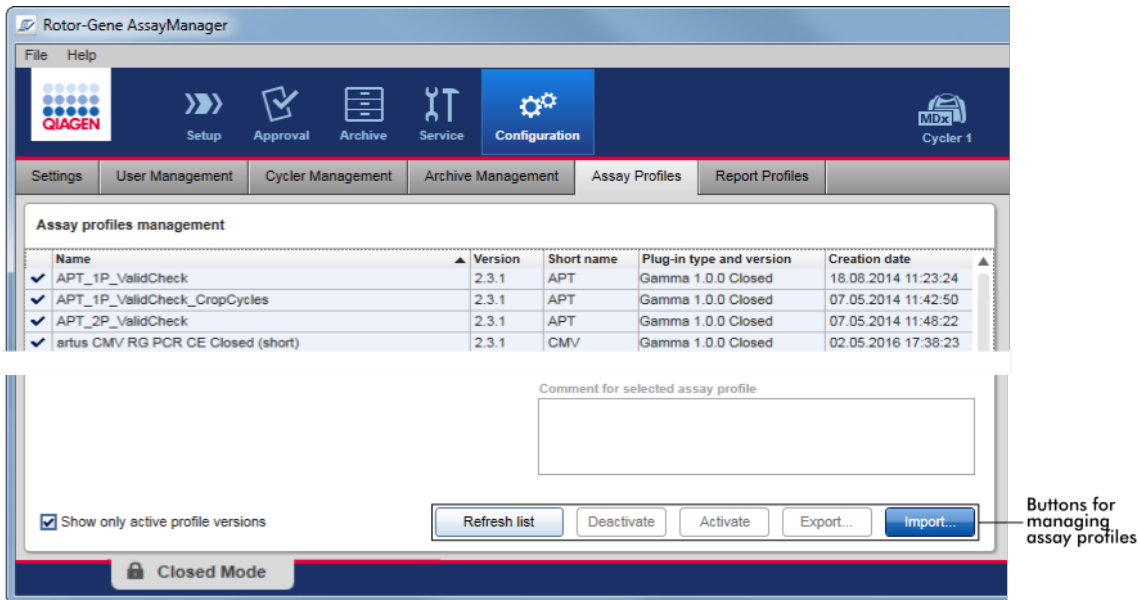 Rotor-Gene AssayManager
File Help
QIAGEN
Setup Approval Archive Service Configuration
MDx
Cycler 1
Settings User Management Cycler Management Archive Management Assay Profiles Report Profiles
Assay profiles management
Name Version Short name Plug-in type and version Creation date
APT_1P_ValidCheck 2.3.1 APT Gamma 1.0.0 Closed 18.08.2014 11:23:24
APT_1P_ValidCheck_CropCycles 2.3.1 APT Gamma 1.0.0 Closed 07.05.2014 11:42:50
APT_2P_ValidCheck 2.3.1 APT Gamma 1.0.0 Closed 07.05.2014 11:48:22
artus CMV RG PCR CE Closed (short) 2.3.1 CMV Gamma 1.0.0 Closed 02.05.2016 17:38:23
Comment for selected assay profile
Show only active profile versions
Refresh list Deactivate Activate Export... Import...
Buttons for
managing
assay profiles
Closed Mode